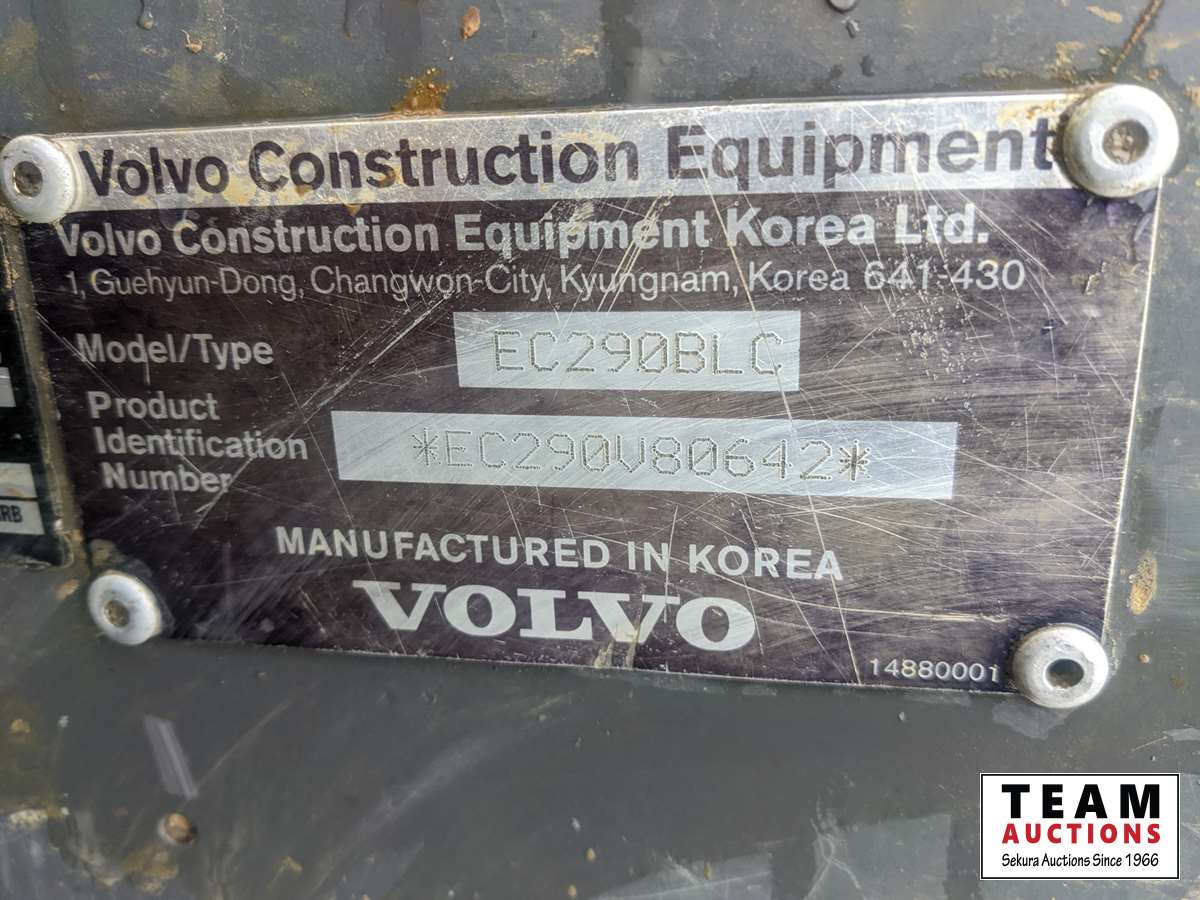 Volvo Construction Equipment
Volvo Construction Equipment Korea Ltd.
1, Guehyun-Dong, Changwon-City, Kyungnam, Korea 641-430
Model/Type EC290BLC
Product
Identification
Number
*EC290V80642*
MANUFACTURED IN KOREA
VOLVO
14880001
RB
TEAM
AUCTIONS
Sekura Auctions Since 1966